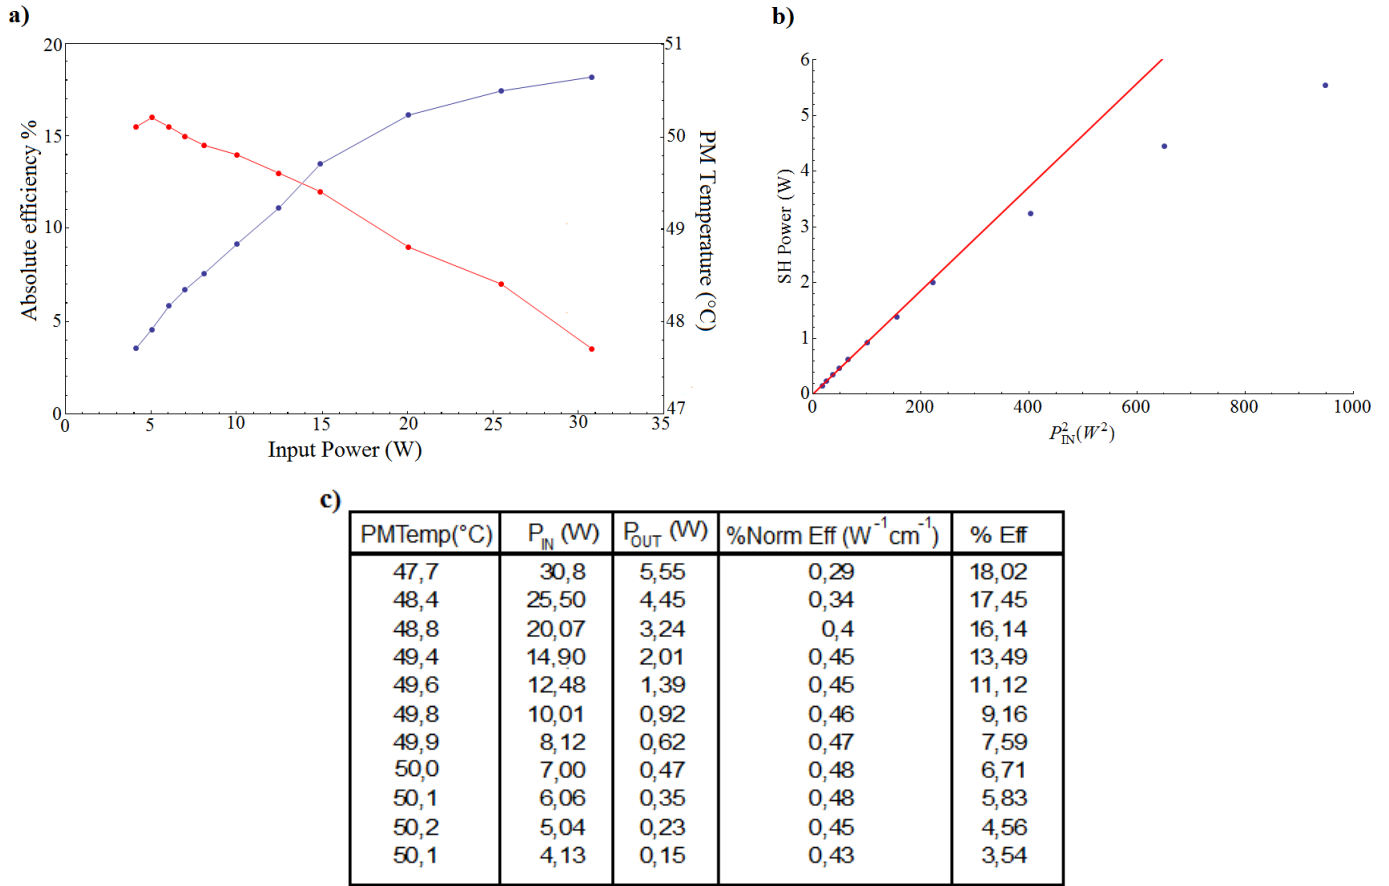 a)
20
15
10
5
0
Absolute efficiency %
0 5 10 15 20 25 30 35
Input Power (W)
51
50
49
48
47
PM Temperature (°C)
b)
6
5
4
3
2
1
0
SH Power (W)
0 200 400 600 800 1000
P²IN(W²)
c)
PMTemp(°C) PIN (W) POUT (W) %Norm Eff (W⁻¹cm⁻¹) % Eff
47,7 30,8 5,55 0,29 18,02
48,4 25,50 4,45 0,34 17,45
48,8 20,07 3,24 0,4 16,14
49,4 14,90 2,01 0,45 13,49
49,6 12,48 1,39 0,45 11,12
49,8 10,01 0,92 0,46 9,16
49,9 8,12 0,62 0,47 7,59
50,0 7,00 0,47 0,48 6,71
50,1 6,06 0,35 0,48 5,83
50,2 5,04 0,23 0,45 4,56
50,1 4,13 0,15 0,43 3,54